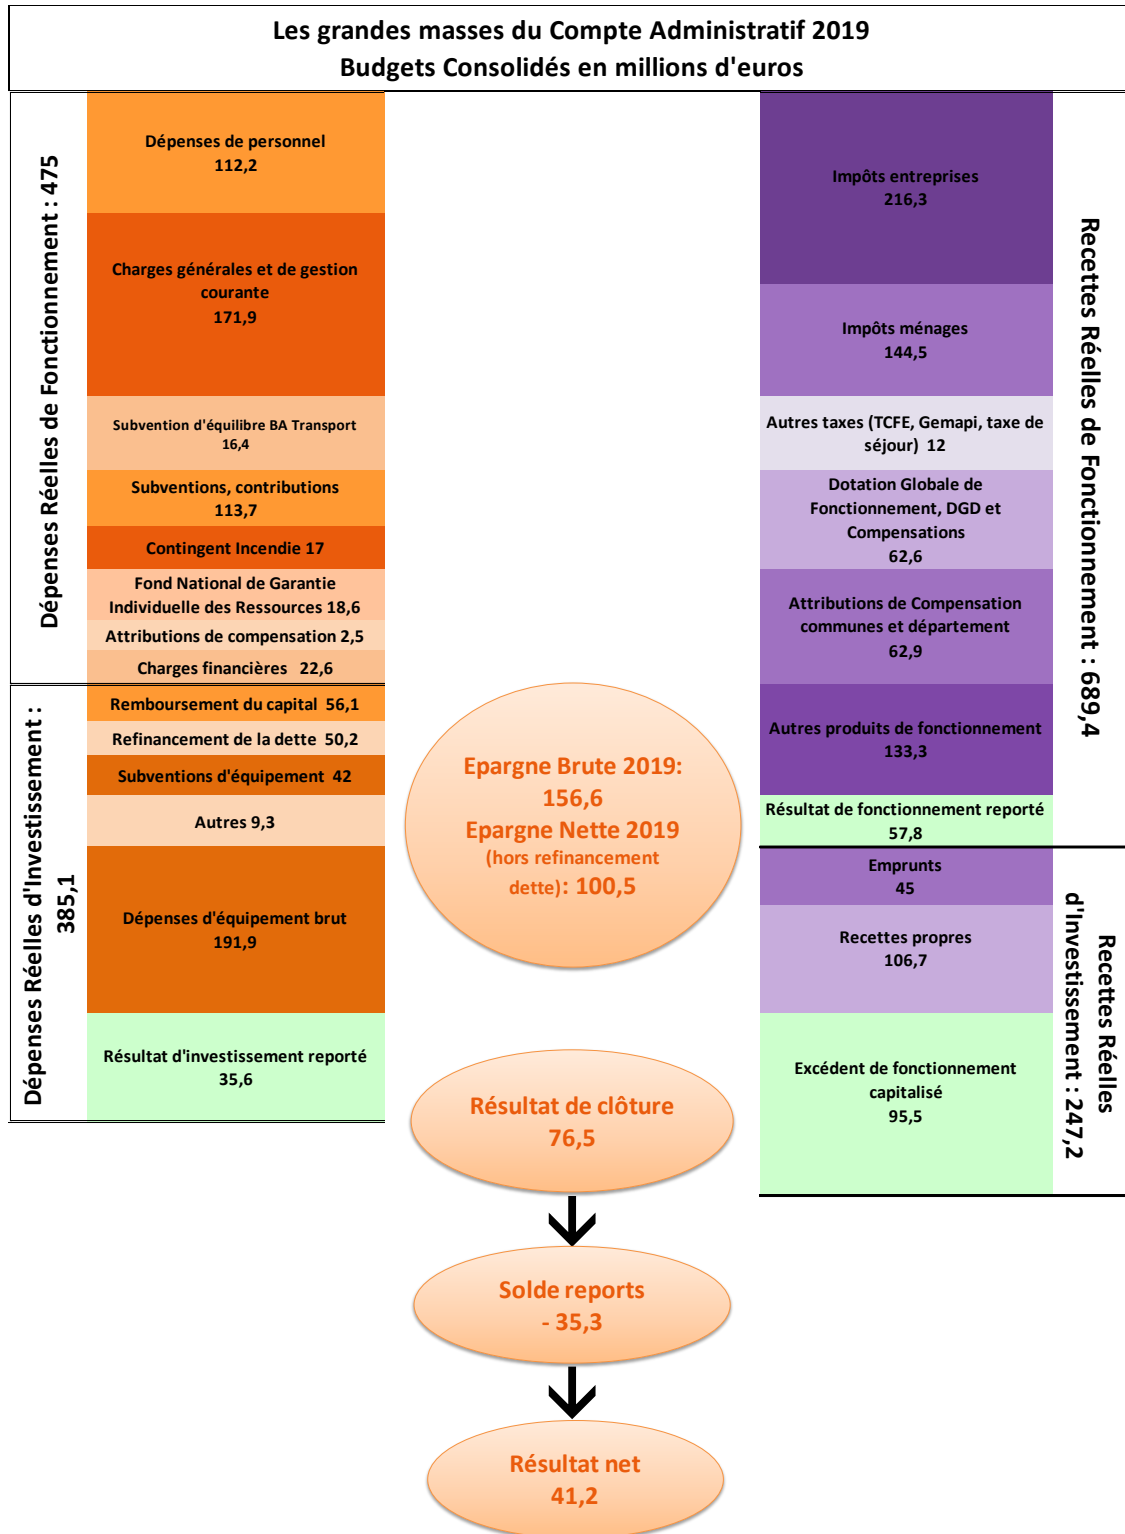 Les grandes masses du Compte Administratif 2019
Budgets Consolidés en millions d'euros
Dépenses Réelles de Fonctionnement : 475
Dépenses de personnel
112,2
Charges générales et de gestion
courante
171,9
Subvention d'équilibre BA Transport
16,4
Subventions, contributions
113,7
Contingent Incendie 17
Fond National de Garantie
Individuelle des Ressources 18,6
Attributions de compensation 2,5
Charges financières 22,6
Dépenses Réelles d'Investissement :
385,1
Remboursement du capital 56,1
Refinancement de la dette 50,2
Subventions d'équipement 42
Autres 9,3
Dépenses d'équipement brut
191,9
Résultat d'investissement reporté
35,6
Epargne Brute 2019:
156,6
Epargne Nette 2019
(hors refinancement
dette): 100,5
Résultat de clôture
76,5
Solde reports
- 35,3
Résultat net
41,2
Impôts entreprises
216,3
Impôts ménages
144,5
Autres taxes (TCFE, Gemapi, taxe de
séjour) 12
Dotation Globale de
Fonctionnement, DGD et
Compensations
62,6
Attributions de Compensation
communes et département
62,9
Autres produits de fonctionnement
133,3
Résultat de fonctionnement reporté
57,8
Recettes Réelles de Fonctionnement : 689,4
Emprunts
45
Recettes propres
106,7
Excédent de fonctionnement
capitalisé
95,5
Recettes Réelles
d'Investissement : 247,2